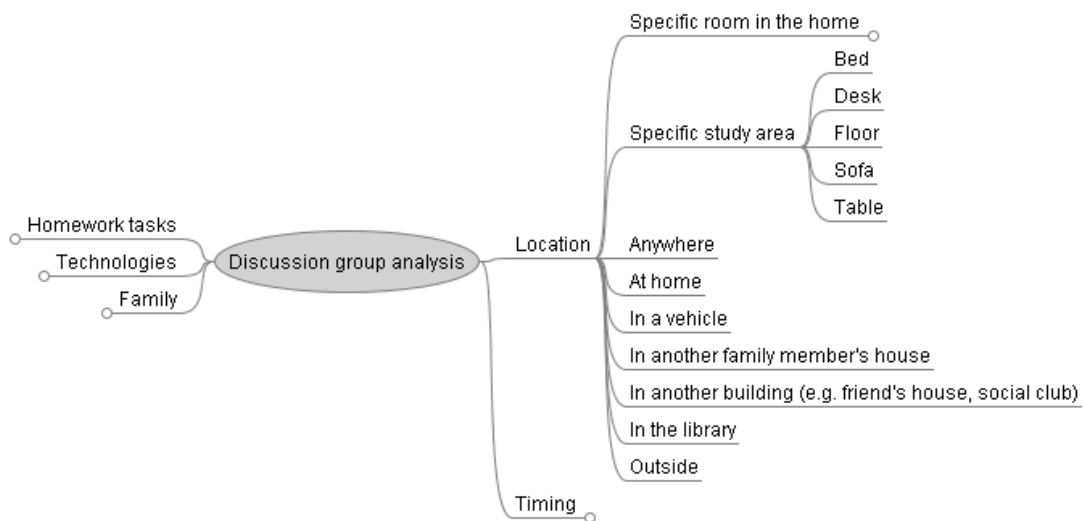 Discussion group analysis
Homework tasks
Technologies
Family
Location
Specific room in the home
Specific study area
Bed
Desk
Floor
Sofa
Table
Anywhere
At home
In a vehicle
In another family member's house
In another building (e.g. friend's house, social club)
In the library
Outside
Timing